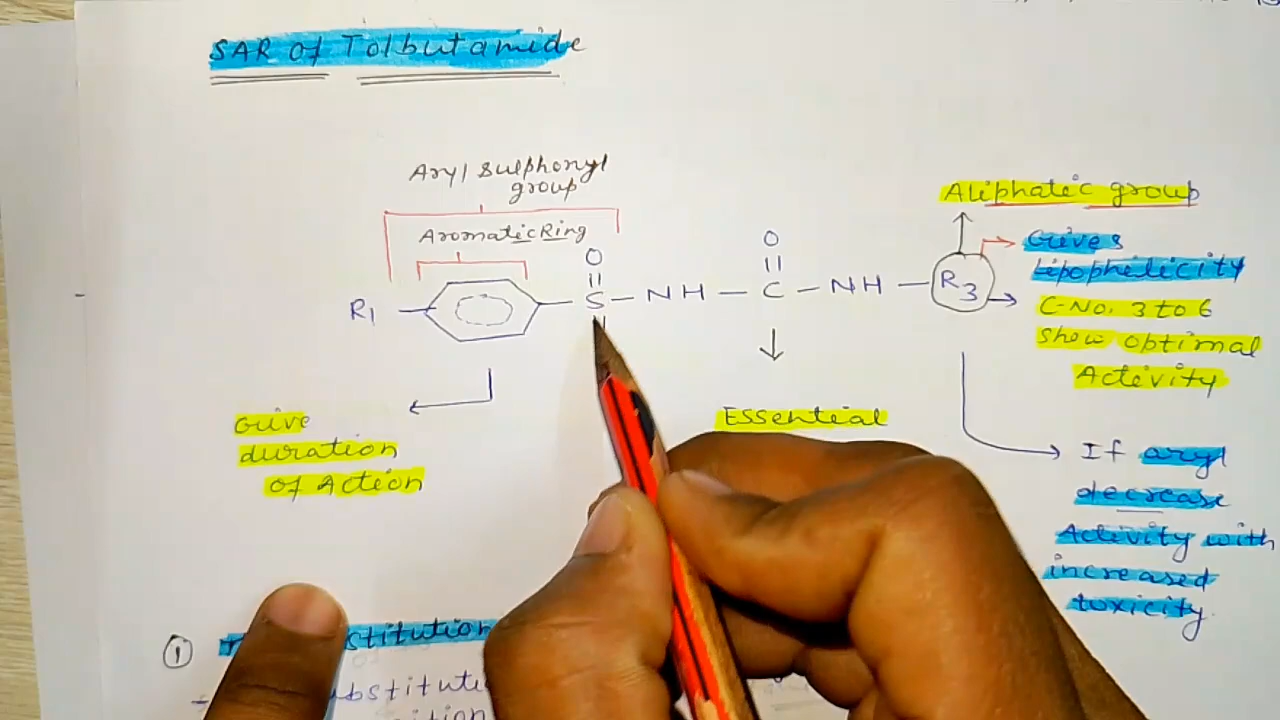 SAR of Tolbutamide
Aryl Sulphonyl
group
Aromatic Ring
O
O
R1
S
NH
C
NH
R3
Aliphatic group
Gives
Lipophelicity
C-No. 3 to 6
Show optimal
Activity
Give
duration
of Action
Essential
If aryl
decrease
Activity with
increased
toxicity
1